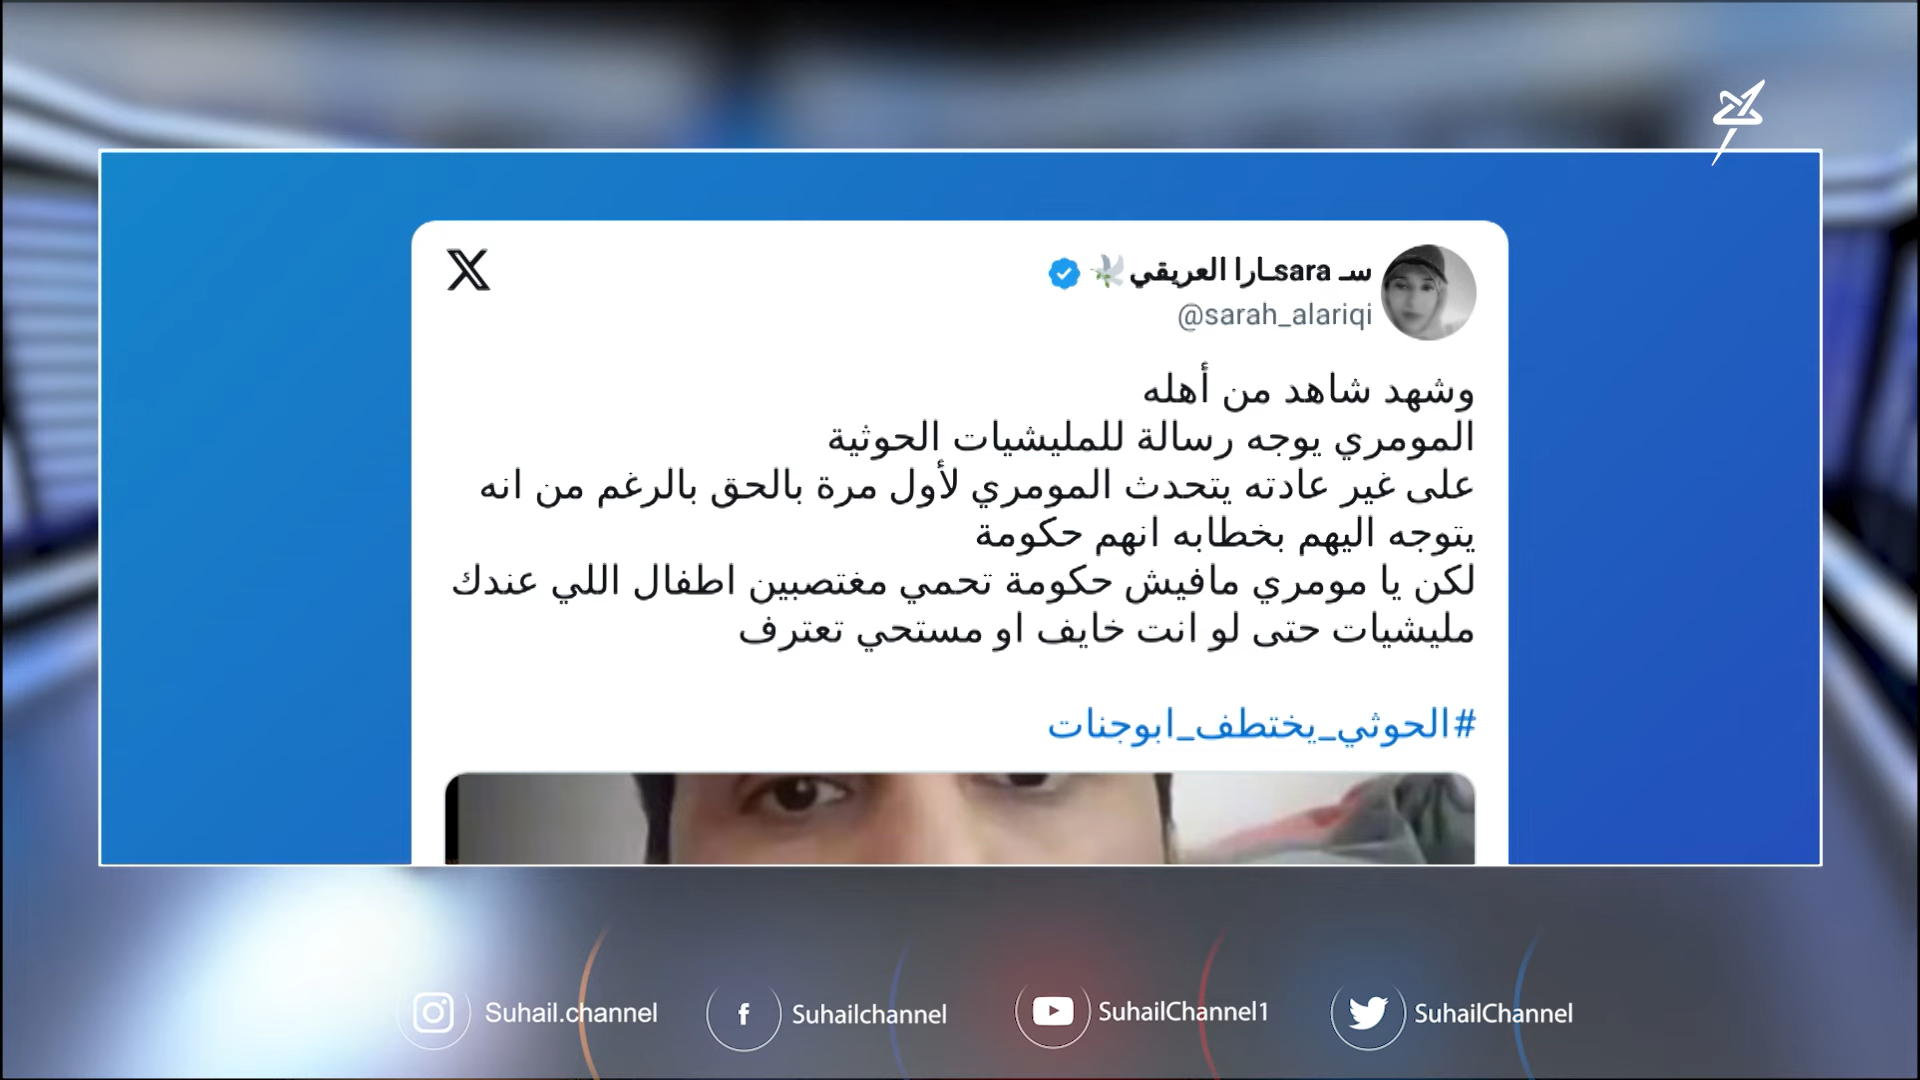 سـ sara ـارا العريقي
@sarah_alariqi
وشهد شاهد من أهله
المومري يوجه رسالة للمليشيات الحوثية
على غير عادته يتحدث المومري لأول مرة بالحق بالرغم من انه
يتوجه اليهم بخطابه انهم حكومة
لكن يا مومري مافيش حكومة تحمي مغتصبين اطفال اللي عندك
مليشيات حتى لو انت خايف او مستحي تعترف
#الحوثي_يختطف_ابوجنات
Suhail.channel
Suhailchannel
SuhailChannel1
SuhailChannel